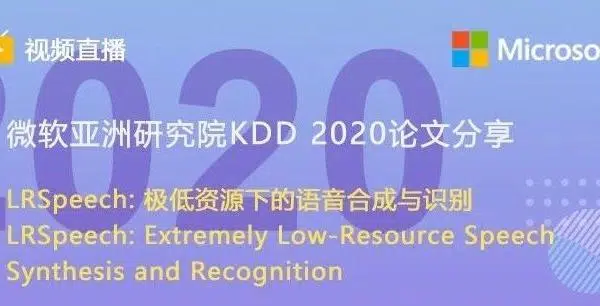 视频直播
Microso
2020
微软亚洲研究院KDD 2020论文分享
LRSpeech: 极低资源下的语音合成与识别
LRSpeech: Extremely Low-Resource Speech
Synthesis and Recognition